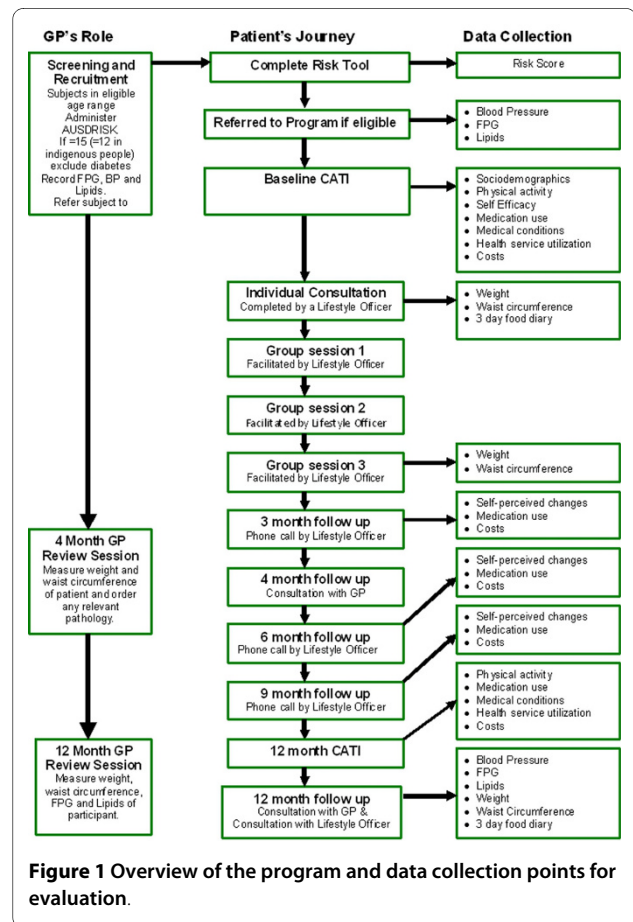 GP's Role
Patient's Journey
Data Collection
Screening and
Recruitment
Subjects in eligible
age range
Administer
AUSDRISK.
If =15 (=12 in
indigenous people)
exclude diabetes
Record FPG, BP and
Lipids.
Refer subject to
Complete Risk Tool
Risk Score
Referred to Program if eligible
• Blood Pressure
• FPG
• Lipids
Baseline CATI
• Sociodemographics
• Physical activity
• Self Efficacy
• Medication use
• Medical conditions
• Health service utilization
• Costs
Individual Consultation
Completed by a Lifestyle Officer
• Weight
• Waist circumference
• 3 day food diary
Group session 1
Facilitated by Lifestyle Officer
Group session 2
Facilitated by Lifestyle Officer
Group session 3
Facilitated by Lifestyle Officer
• Weight
• Waist circumference
3 month follow up
Phone call by Lifestyle Officer
• Self-perceived changes
• Medication use
• Costs
4 Month GP
Review Session
Measure weight and
waist circumference
of patient and order
any relevant
pathology.
4 month follow up
Consultation with GP
• Self-perceived changes
• Medication use
• Costs
6 month follow up
Phone call by Lifestyle Officer
• Self-perceived changes
• Medication use
• Costs
9 month follow up
Phone call by Lifestyle Officer
• Physical activity
• Medication use
• Medical conditions
• Health service utilization
• Costs
12 month CATI
12 Month GP
Review Session
Measure weight,
waist circumference,
FPG and Lipids of
participant.
12 month follow up
Consultation with GP &
Consultation with Lifestyle Officer
• Blood Pressure
• FPG
• Lipids
• Weight
• Waist Circumference
• 3 day food diary
Figure 1 Overview of the program and data collection points for
evaluation.